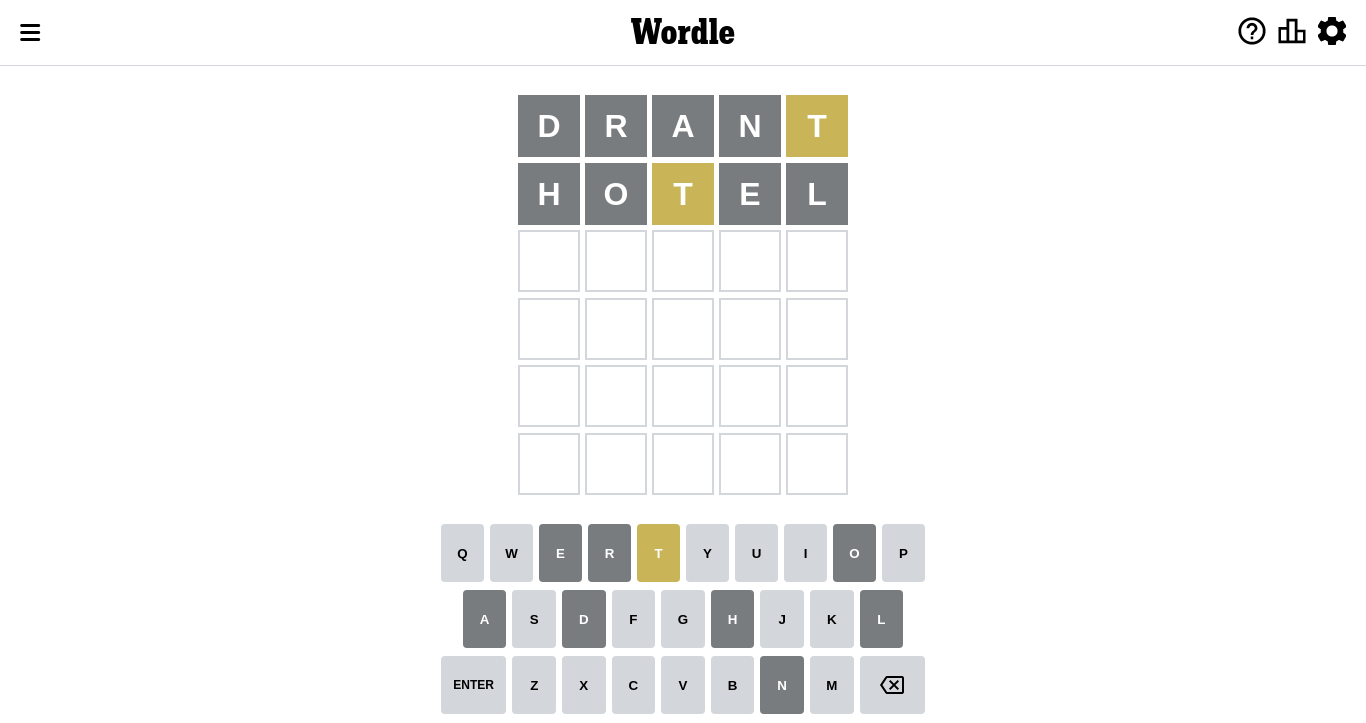 Wordle
D R A N T
H O T E L
Q W E R T Y U I O P
A S D F G H J K L
ENTER Z X C V B N M